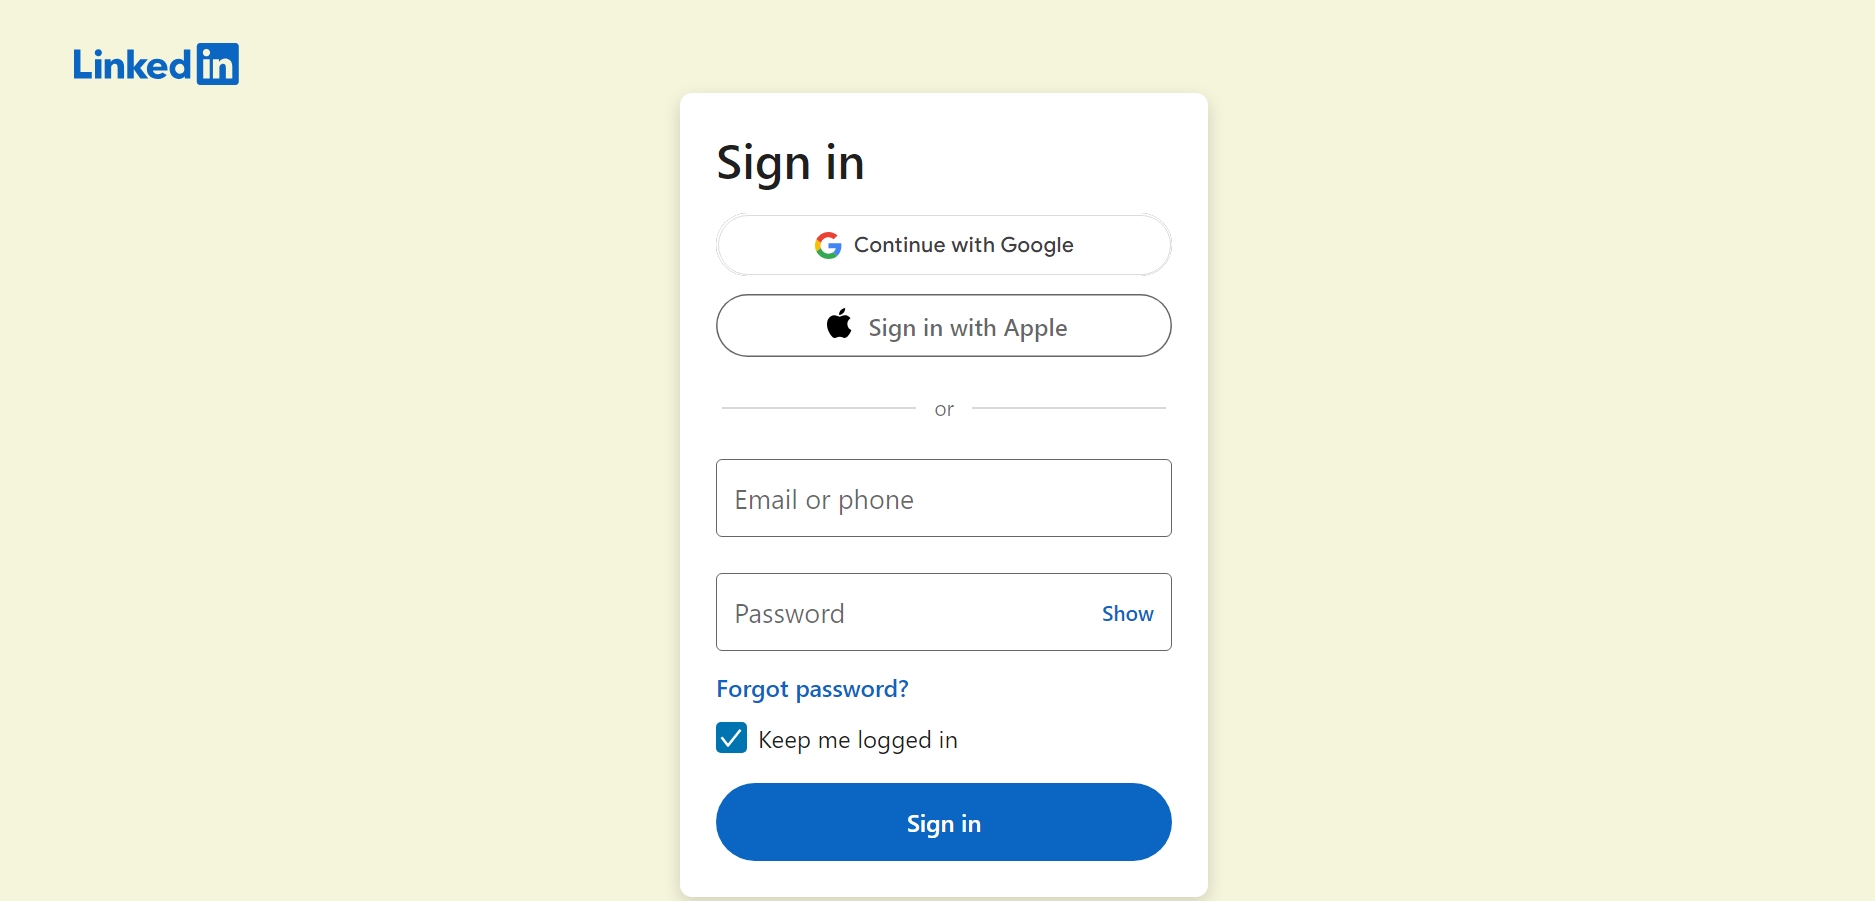 LinkedIn
Sign in
Continue with Google
Sign in with Apple
or
Email or phone
Password Show
Forgot password?
Keep me logged in
Sign in